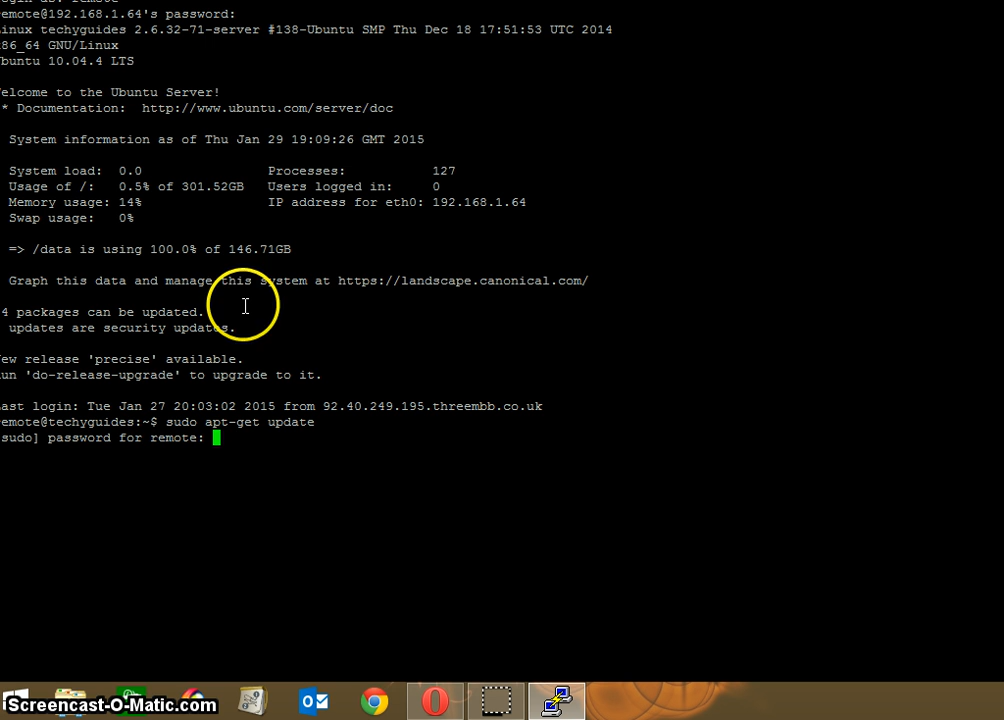 emote@192.168.1.64's password:
inux techyguides 2.6.32-71-server #138-Ubuntu SMP Thu Dec 18 17:51:53 UTC 2014
86_64 GNU/Linux
buntu 10.04.4 LTS
elcome to the Ubuntu Server!
* Documentation:  http://www.ubuntu.com/server/doc
System information as of Thu Jan 29 19:09:26 GMT 2015
System load:  0.0                Processes:           127
Usage of /:   0.5% of 301.52GB   Users logged in:     0
Memory usage: 14%                IP address for eth0: 192.168.1.64
Swap usage:   0%
=> /data is using 100.0% of 146.71GB
Graph this data and manage this system at https://landscape.canonical.com/
4 packages can be updated.
updates are security updates.
ew release 'precise' available.
un 'do-release-upgrade' to upgrade to it.
ast login: Tue Jan 27 20:03:02 2015 from 92.40.249.195.threembb.co.uk
emote@techyguides:~$ sudo apt-get update
sudo] password for remote:
Screencast-O-Matic.com